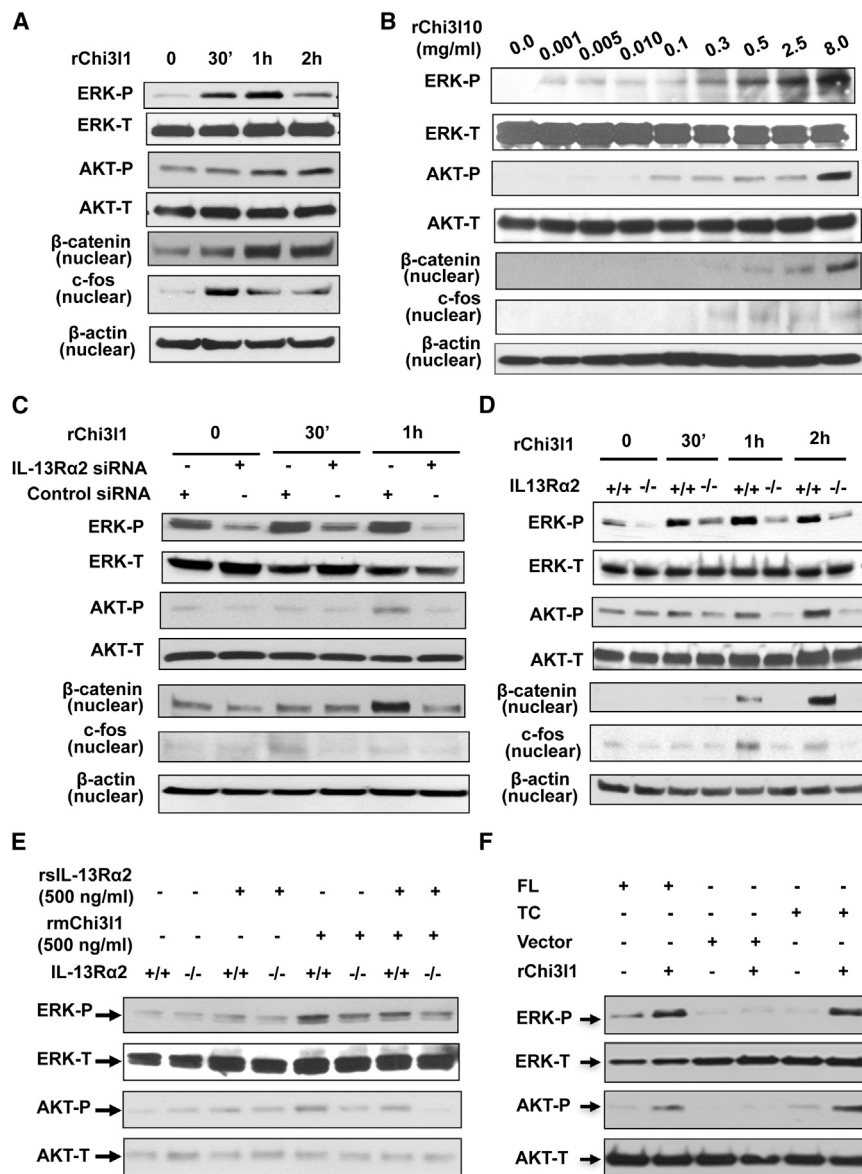 A
rChi3l1 0 30' 1h 2h
ERK-P
ERK-T
AKT-P
AKT-T
β-catenin
(nuclear)
c-fos
(nuclear)
β-actin
(nuclear)
B
rChi3l10
(mg/ml) 0.0 0.001 0.005 0.010 0.1 0.3 0.5 2.5 8.0
ERK-P
ERK-T
AKT-P
AKT-T
β-catenin
(nuclear)
c-fos
(nuclear)
β-actin
(nuclear)
C
rChi3l1 0 30' 1h
IL-13Rα2 siRNA - + - + - +
Control siRNA + - + - + -
ERK-P
ERK-T
AKT-P
AKT-T
β-catenin
(nuclear)
c-fos
(nuclear)
β-actin
(nuclear)
D
rChi3l1 0 30' 1h 2h
IL13Rα2 +/+ -/- +/+ -/- +/+ -/- +/+ -/-
ERK-P
ERK-T
AKT-P
AKT-T
β-catenin
(nuclear)
c-fos
(nuclear)
β-actin
(nuclear)
E
rsIL-13Rα2
(500 ng/ml) - - + + - - + +
rmChi3l1
(500 ng/ml) - - - - + + + +
IL-13Rα2 +/+ -/- +/+ -/- +/+ -/- +/+ -/-
ERK-P
ERK-T
AKT-P
AKT-T
F
FL + + - - - -
TC - - - - + +
Vector - - + + - -
rChi3l1 - + - + - +
ERK-P
ERK-T
AKT-P
AKT-T